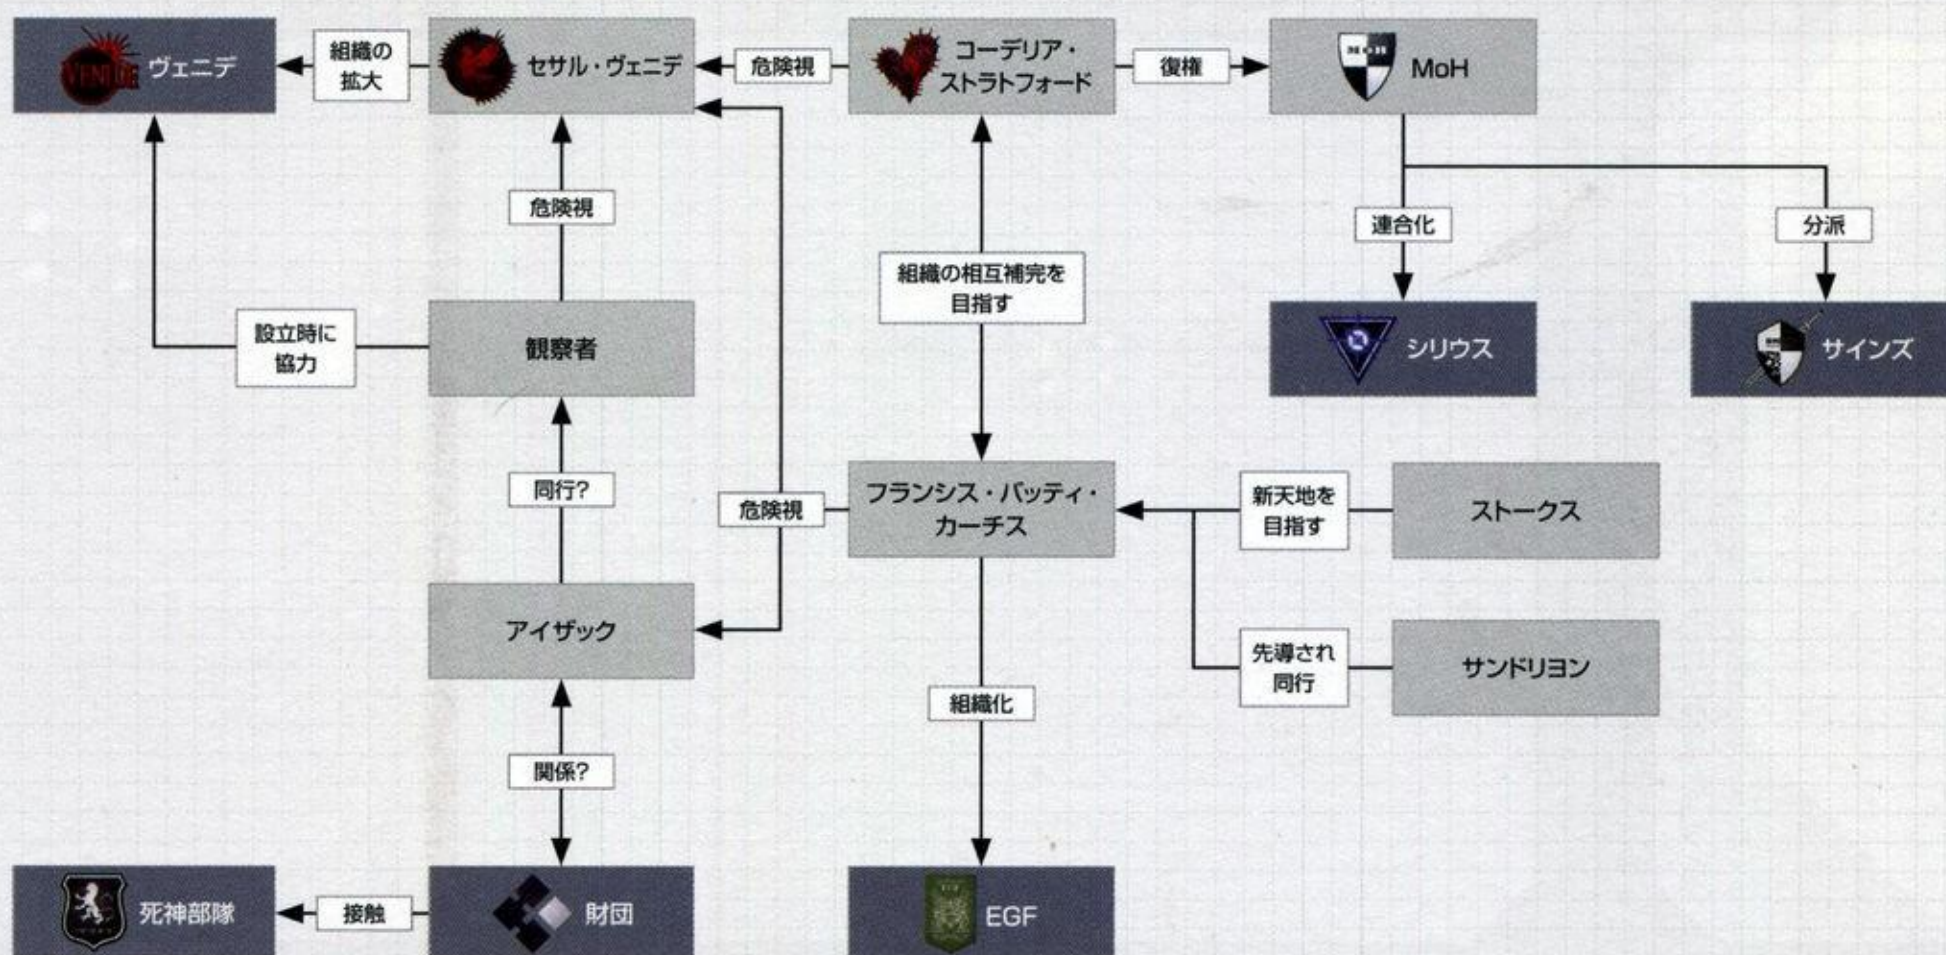 ヴェニデ
VENIDE
組織の
拡大
セサル・ヴェニデ
危険視
コーデリア・
ストラトフォード
復権
MoH
MOH
危険視
連合化
分派
組織の相互補完を
目指す
設立時に
協力
観察者
シリウス
サインズ
同行?
危険視
フランシス・バッティ・
カーチス
新天地を
目指す
ストークス
アイザック
先導され
同行
サンドリヨン
組織化
関係?
死神部隊
接触
財団
EGF